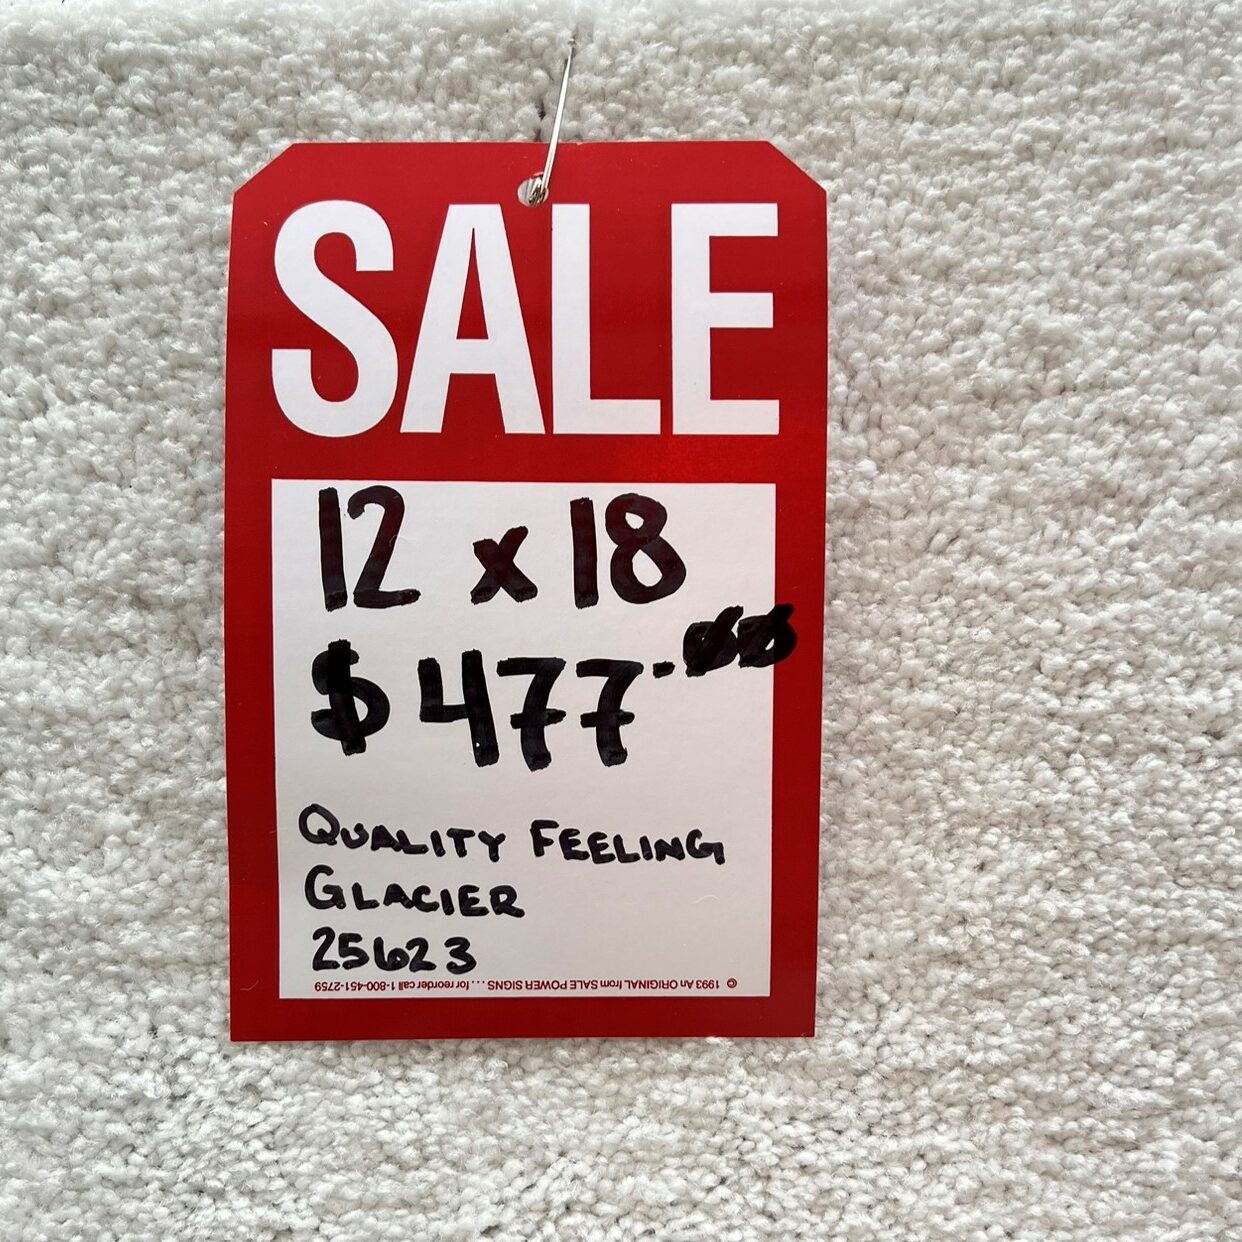 SALE
12 x 18
$477.00
QUALITY FEELING
GLACIER
25623
© 1993 An ORIGINAL from SALE POWER SIGNS .... for reorder call 1-800-451-2759